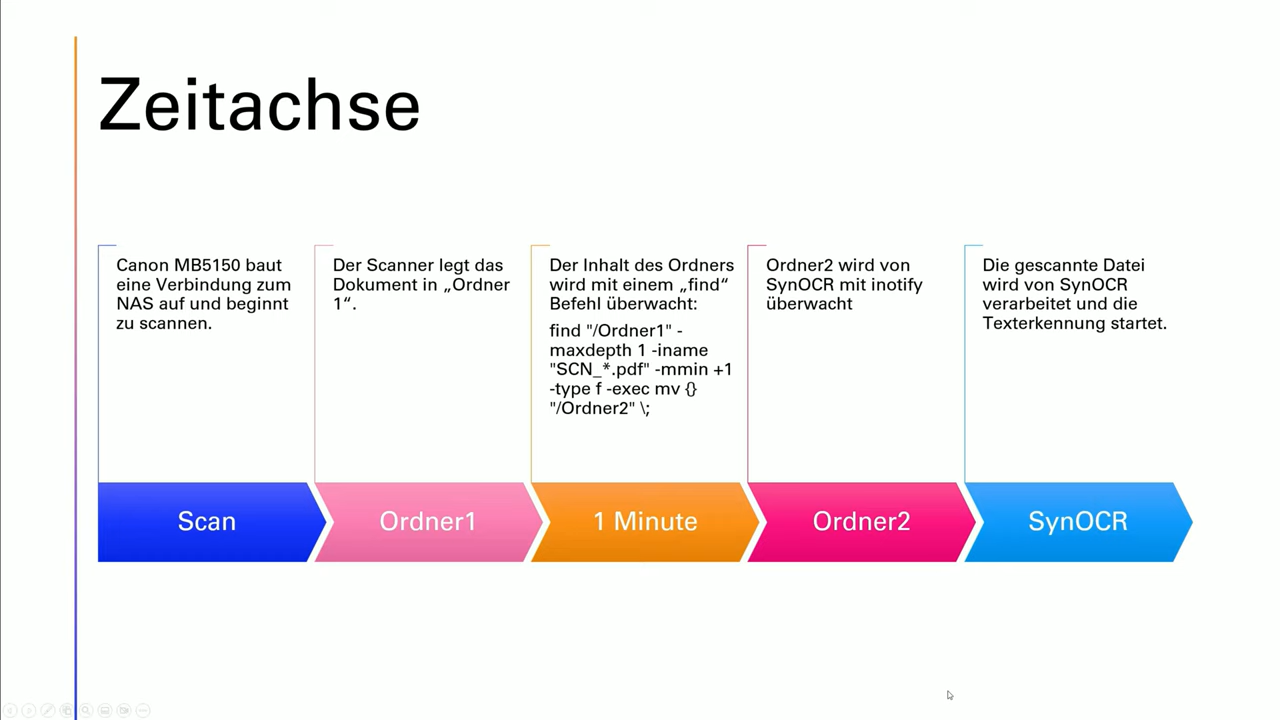 Zeitachse
Canon MB5150 baut
eine Verbindung zum
NAS auf und beginnt
zu scannen.
Der Scanner legt das
Dokument in „Ordner
1“.
Der Inhalt des Ordners
wird mit einem „find“
Befehl überwacht:
find "/Ordner1" -
maxdepth 1 -iname
"SCN_*.pdf" -mmin +1
-type f -exec mv {}
"/Ordner2" \;
Ordner2 wird von
SynOCR mit inotify
überwacht
Die gescannte Datei
wird von SynOCR
verarbeitet und die
Texterkennung startet.
Scan
Ordner1
1 Minute
Ordner2
SynOCR